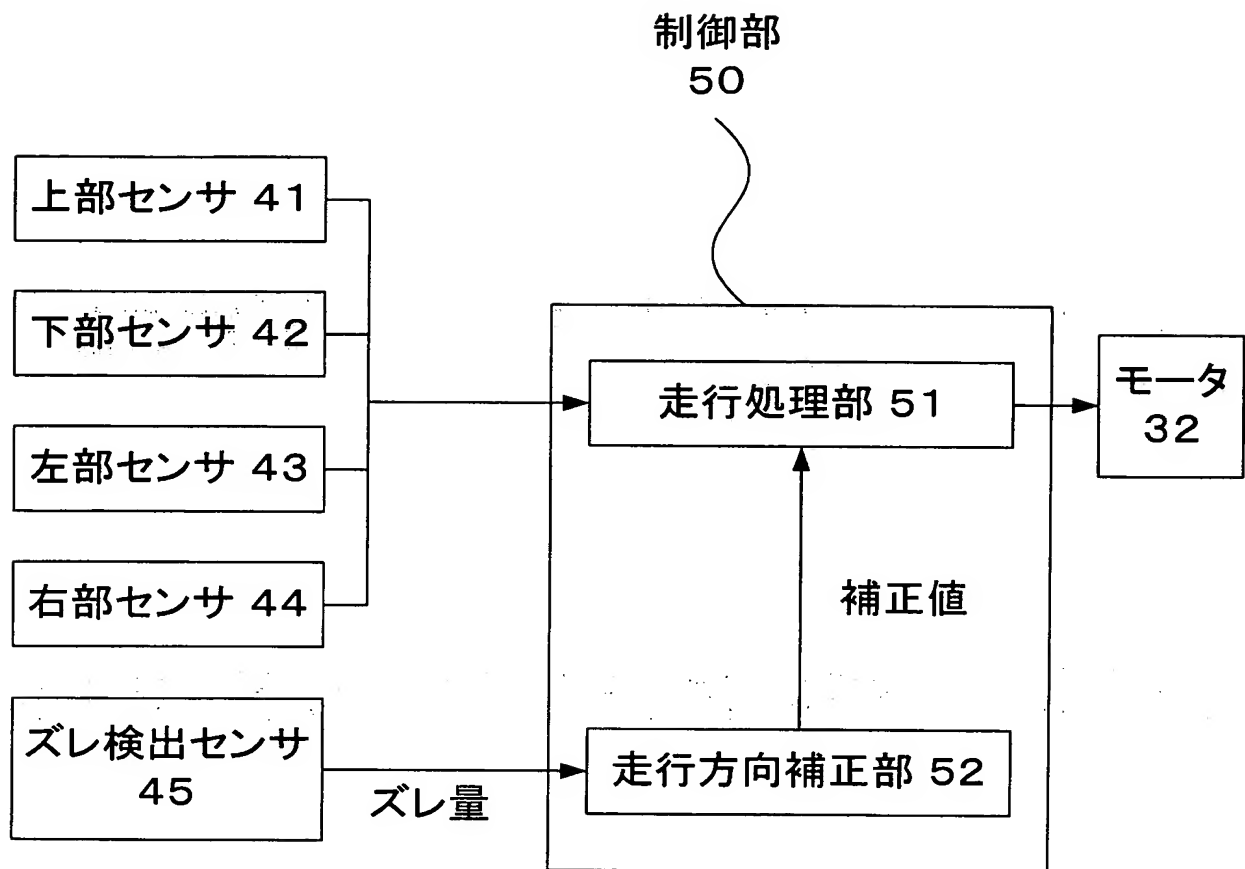 制御部
50
上部センサ 41
下部センサ 42
左部センサ 43
右部センサ 44
ズレ検出センサ
45
ズレ量
走行処理部 51
補正値
走行方向補正部 52
モータ
32